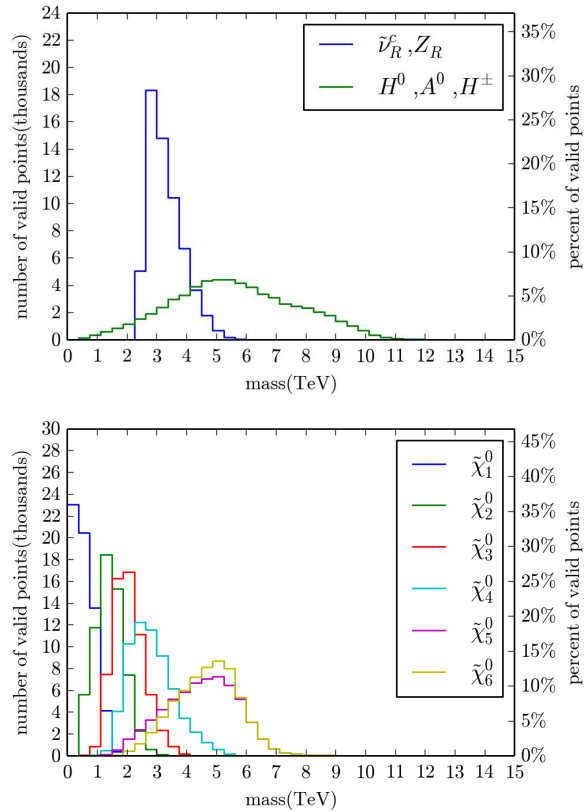 number of valid points(thousands)
24
22
20
18
16
14
12
10
8
6
4
2
0
ν̃ᶜ_R ,Z_R
H⁰ ,A⁰ ,H^±
35%
30%
25%
20%
15%
10%
5%
0%
percent of valid points
0 1 2 3 4 5 6 7 8 9 10 11 12 13 14 15
mass(TeV)
number of valid points(thousands)
30
28
26
24
22
20
18
16
14
12
10
8
6
4
2
0
χ̃⁰₁
χ̃⁰₂
χ̃⁰₃
χ̃⁰₄
χ̃⁰₅
χ̃⁰₆
45%
40%
35%
30%
25%
20%
15%
10%
5%
0%
percent of valid points
0 1 2 3 4 5 6 7 8 9 10 11 12 13 14 15
mass(TeV)